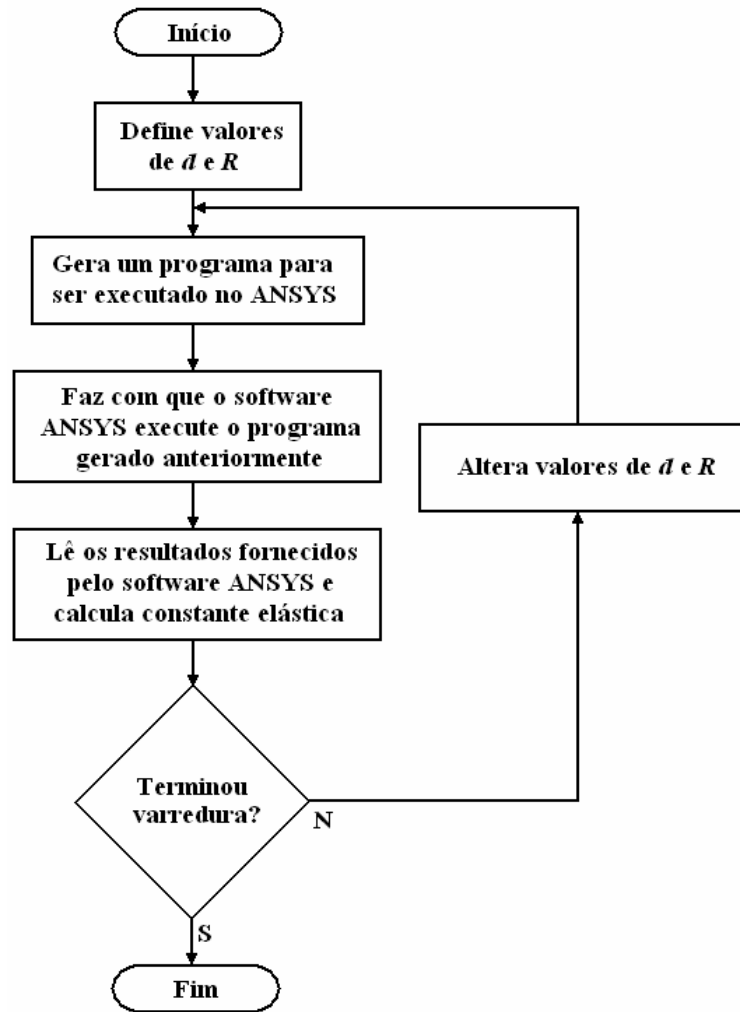 Início
Define valores
de d e R
Gera um programa para
ser executado no ANSYS
Faz com que o software
ANSYS execute o programa
gerado anteriormente
Altera valores de d e R
Lê os resultados fornecidos
pelo software ANSYS e
calcula constante elástica
Terminou
varredura?
N
S
Fim